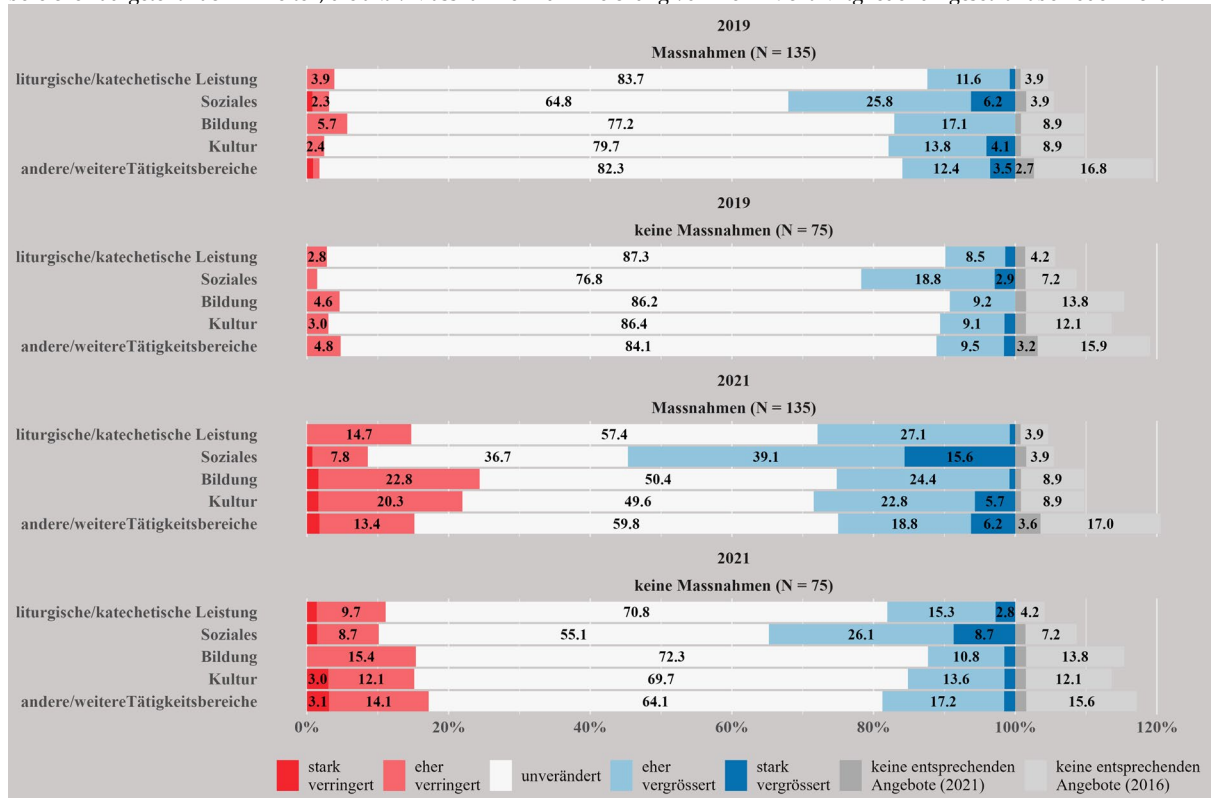 2019
Massnahmen (N = 135)
liturgische/katechetische Leistung 3.9 83.7 11.6 3.9
Soziales 2.3 64.8 25.8 6.2 3.9
Bildung 5.7 77.2 17.1 8.9
Kultur 2.4 79.7 13.8 4.1 8.9
andere/weitereTätigkeitsbereiche 82.3 12.4 3.5 2.7 16.8
2019
keine Massnahmen (N = 75)
liturgische/katechetische Leistung 2.8 87.3 8.5 4.2
Soziales 76.8 18.8 2.9 7.2
Bildung 4.6 86.2 9.2 13.8
Kultur 3.0 86.4 9.1 12.1
andere/weitereTätigkeitsbereiche 4.8 84.1 9.5 3.2 15.9
2021
Massnahmen (N = 135)
liturgische/katechetische Leistung 14.7 57.4 27.1 3.9
Soziales 7.8 36.7 39.1 15.6 3.9
Bildung 22.8 50.4 24.4 8.9
Kultur 20.3 49.6 22.8 5.7 8.9
andere/weitereTätigkeitsbereiche 13.4 59.8 18.8 6.2 3.6 17.0
2021
keine Massnahmen (N = 75)
liturgische/katechetische Leistung 9.7 70.8 15.3 2.8 4.2
Soziales 8.7 55.1 26.1 8.7 7.2
Bildung 15.4 72.3 10.8 13.8
Kultur 3.0 12.1 69.7 13.6 12.1
andere/weitereTätigkeitsbereiche 3.1 14.1 64.1 17.2 15.6
0% 20% 40% 60% 80% 100% 120%
stark verringert
eher verringert
unverändert
eher vergrössert
stark vergrössert
keine entsprechenden Angebote (2021)
keine entsprechenden Angebote (2016)